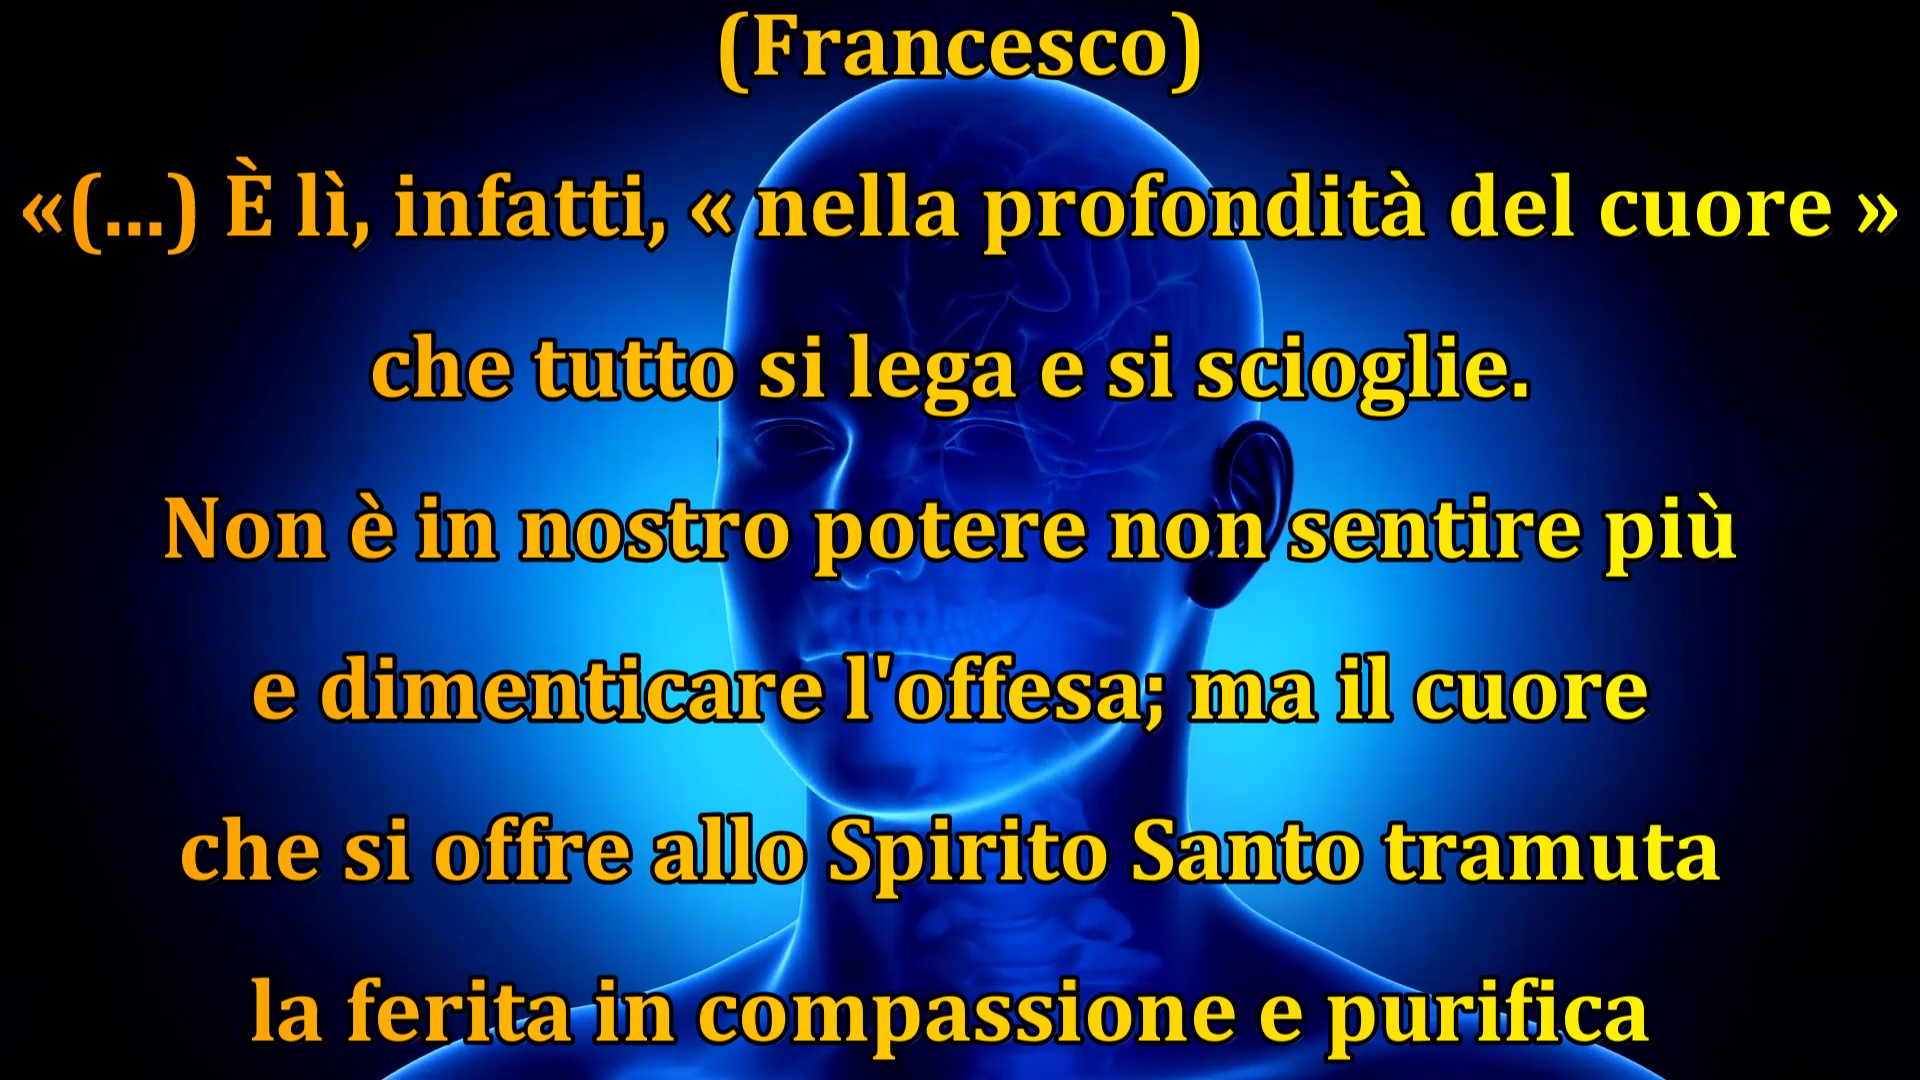 (Francesco)
«(...) È lì, infatti, « nella profondità del cuore »
che tutto si lega e si scioglie.
Non è in nostro potere non sentire più
e dimenticare l'offesa; ma il cuore
che si offre allo Spirito Santo tramuta
la ferita in compassione e purifica